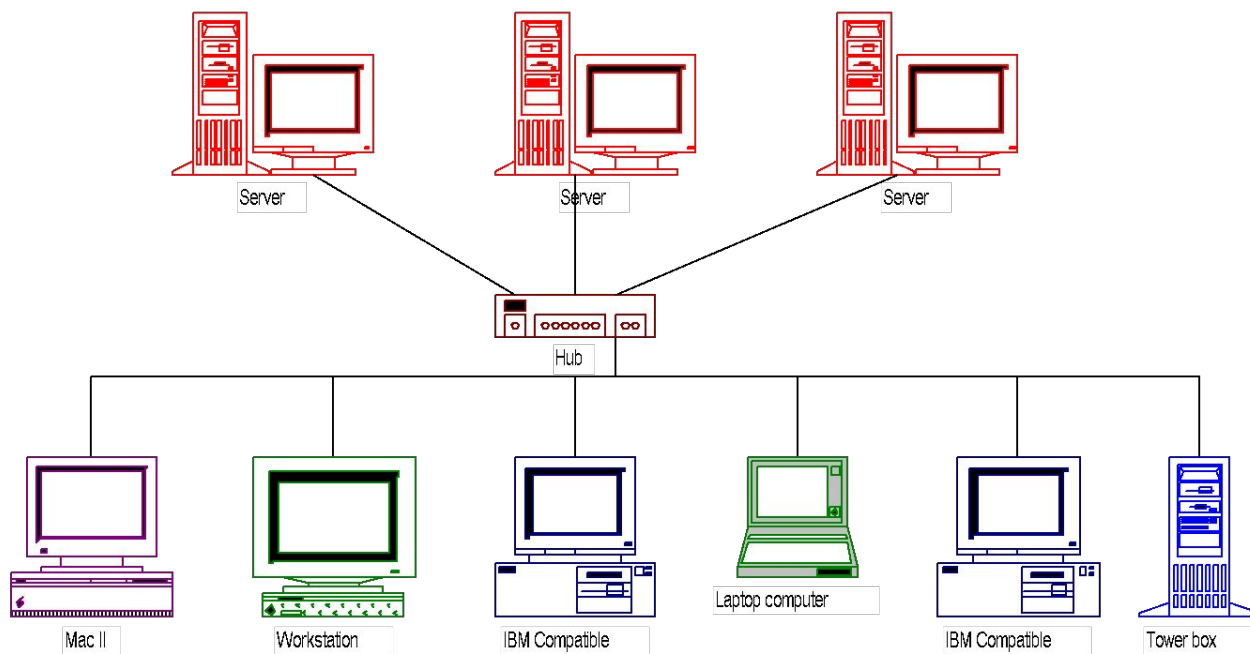 Server
Server
Server
Hub
Mac II
Workstation
IBM Compatible
Laptop computer
IBM Compatible
Tower box